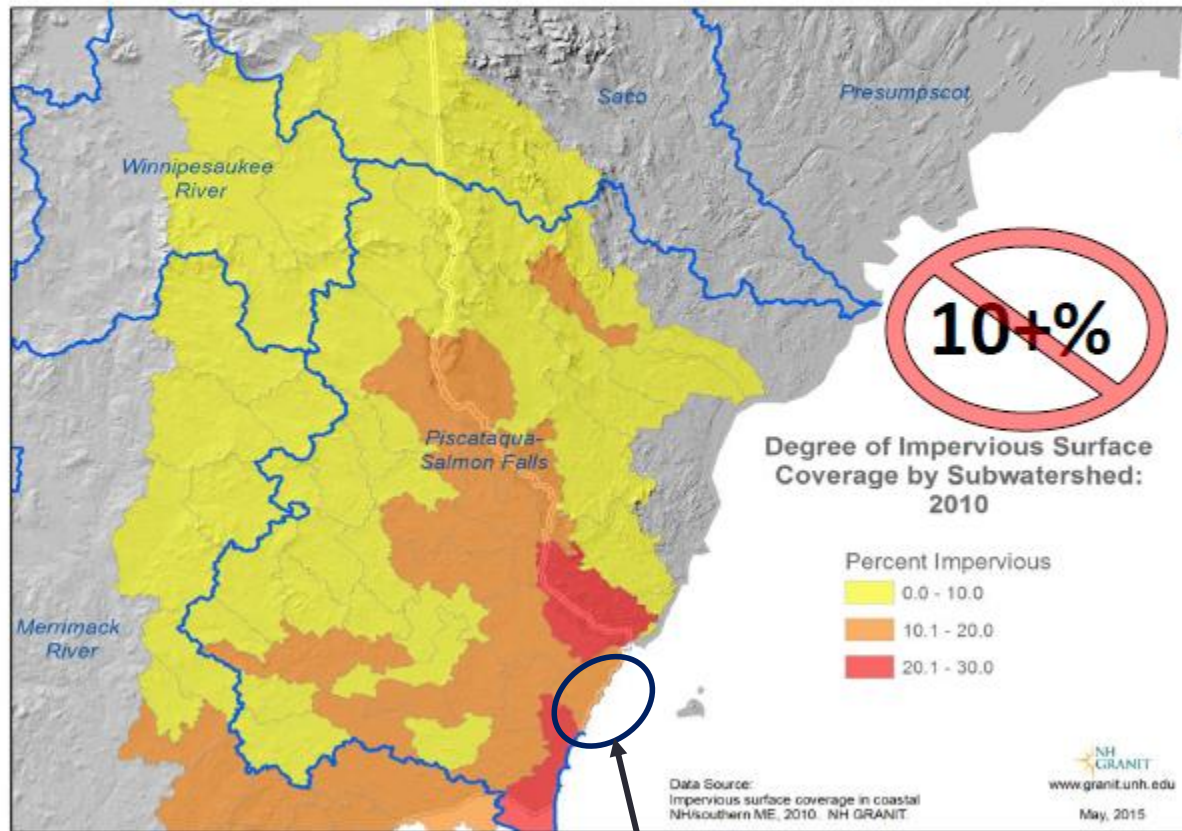 Saco
Presumpscot
Winnipesaukee
River
10+%
Piscataqua-
Salmon Falls
Degree of Impervious Surface
Coverage by Subwatershed:
2010
Percent Impervious
0.0 - 10.0
10.1 - 20.0
20.1 - 30.0
Merrimack
River
Data Source:
Impervious surface coverage in coastal
NH/southern ME, 2010. NH GRANIT.
NH
GRANIT
www.granit.unh.edu
May, 2015